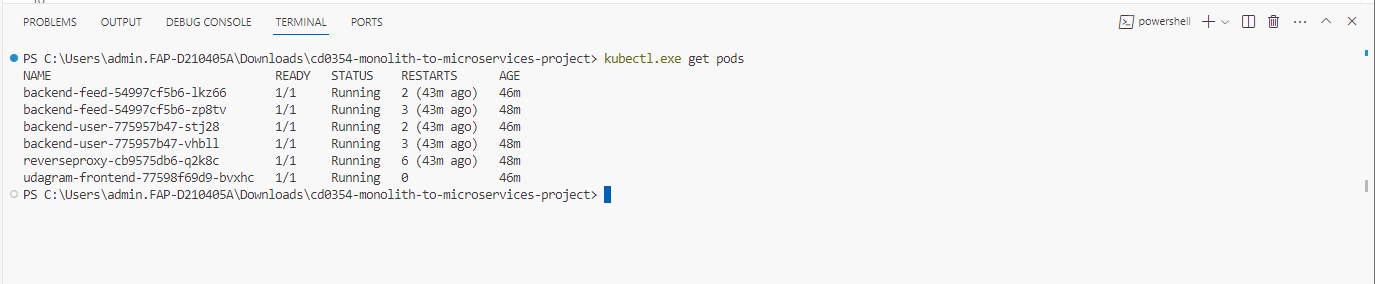 PROBLEMS OUTPUT DEBUG CONSOLE TERMINAL PORTS powershell
PS C:\Users\admin.FAP-D210405A\Downloads\cd0354-monolith-to-microservices-project> kubectl.exe get pods
NAME READY STATUS RESTARTS AGE
backend-feed-54997cf5b6-lkz66 1/1 Running 2 (43m ago) 46m
backend-feed-54997cf5b6-zp8tv 1/1 Running 3 (43m ago) 48m
backend-user-775957b47-stj28 1/1 Running 2 (43m ago) 46m
backend-user-775957b47-vhbll 1/1 Running 3 (43m ago) 48m
reverseproxy-cb9575db6-q2k8c 1/1 Running 6 (43m ago) 48m
udagram-frontend-77598f69d9-bvxhc 1/1 Running 0 46m
PS C:\Users\admin.FAP-D210405A\Downloads\cd0354-monolith-to-microservices-project>